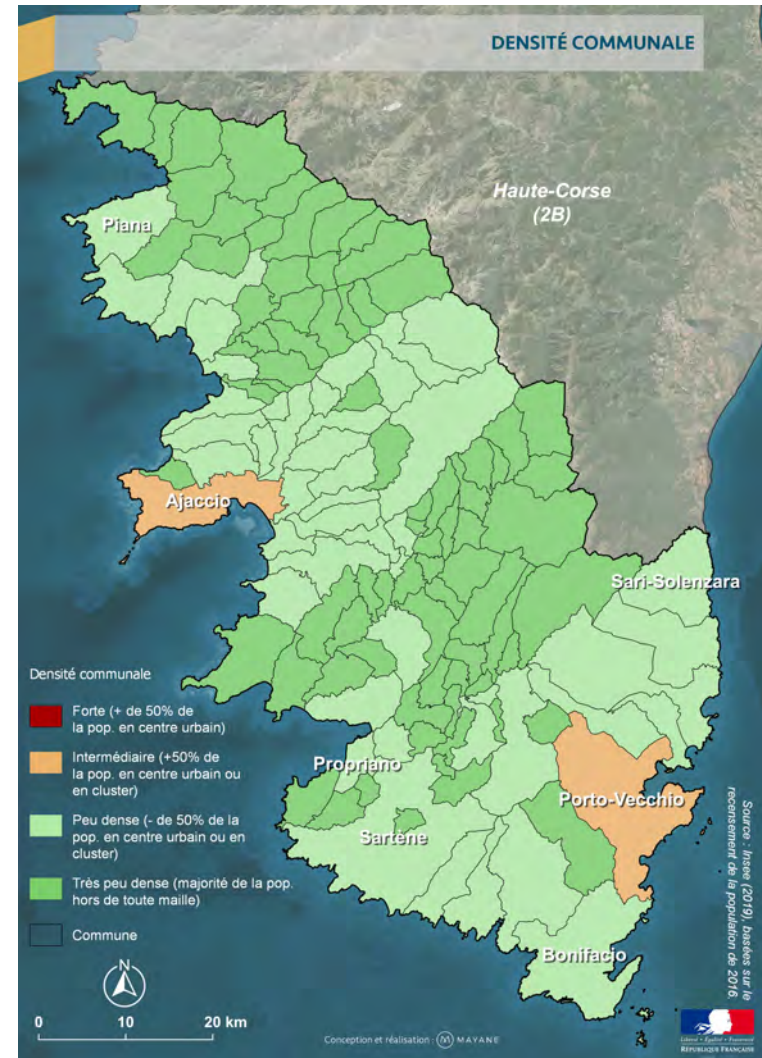 DENSITÉ COMMUNALE
Haute-Corse
(2B)
Piana
Ajaccio
Sari-Solenzara
Propriano
Porto-Vecchio
Sartène
Bonifacio
Densité communale
Forte (+ de 50% de
la pop. en centre urbain)
Intermédiaire (+50% de
la pop. en centre urbain ou
en cluster)
Peu dense (- de 50% de la
pop. en centre urbain ou en
cluster)
Très peu dense (majorité de la pop.
hors de toute maille)
Commune
N
0 10 20 km
Source : Insee (2019), basées sur le
recensement de la population de 2016.
Conception et réalisation : MAYANE
Liberté • Égalité • Fraternité
RÉPUBLIQUE FRANÇAISE